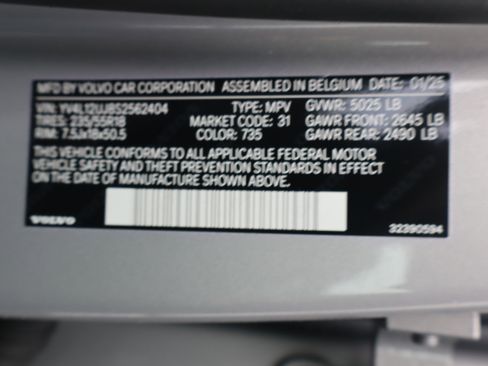 MFD BY VOLVO CAR CORPORATION ASSEMBLED IN BELGIUM DATE: 01/25
VIN: YV4L12UJ8S2562404 TYPE: MPV GVWR: 5025 LB
TIRES: 235/55R18 MARKET CODE: 31 GAWR FRONT: 2645 LB
RIM: 7.5Jx18x50.5 COLOR: 735 GAWR REAR: 2490 LB
THIS VEHICLE CONFORMS TO ALL APPLICABLE FEDERAL MOTOR
VEHICLE SAFETY AND THEFT PREVENTION STANDARDS IN EFFECT
ON THE DATE OF MANUFACTURE SHOWN ABOVE.
VOLVO 32390594